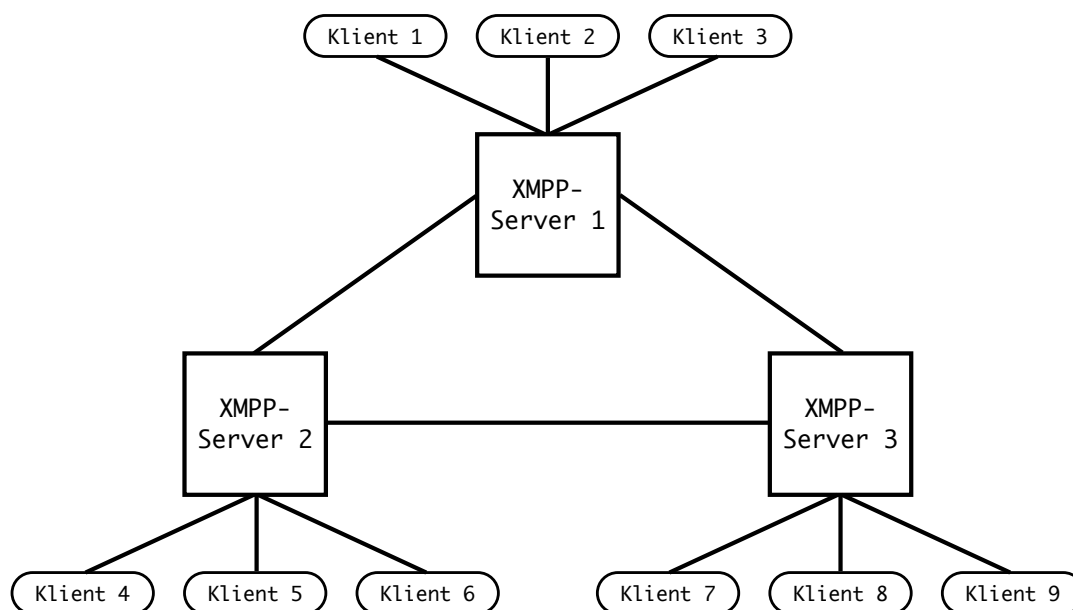 Klient 1
Klient 2
Klient 3
XMPP-
Server 1
XMPP-
Server 2
XMPP-
Server 3
Klient 4
Klient 5
Klient 6
Klient 7
Klient 8
Klient 9